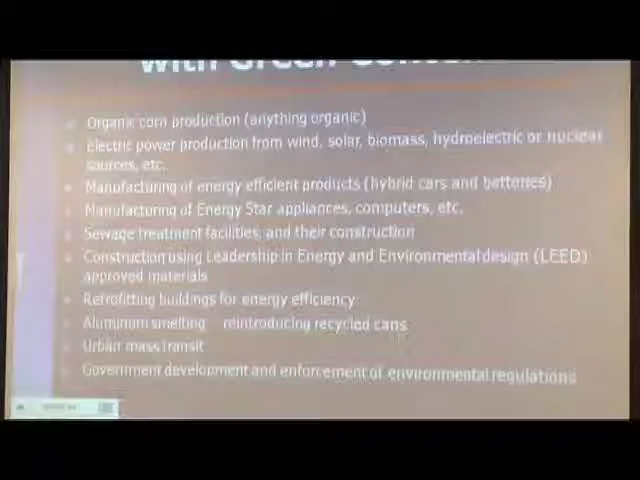 with Green
Organic corn production (anything organic)
Electric power production from wind, solar, biomass, hydroelectric or nuclear
sources, etc.
Manufacturing of energy efficient products (hybrid cars and batteries)
Manufacturing of Energy Star appliances, computers, etc.
Sewage treatment facilities, and their construction
Construction using Leadership in Energy and Environmental design (LEED)
approved materials
Retrofitting buildings for energy efficiency
Aluminum smelting reintroducing recycled cans
Urban mass transit
Government development and enforcement of environmental regulations